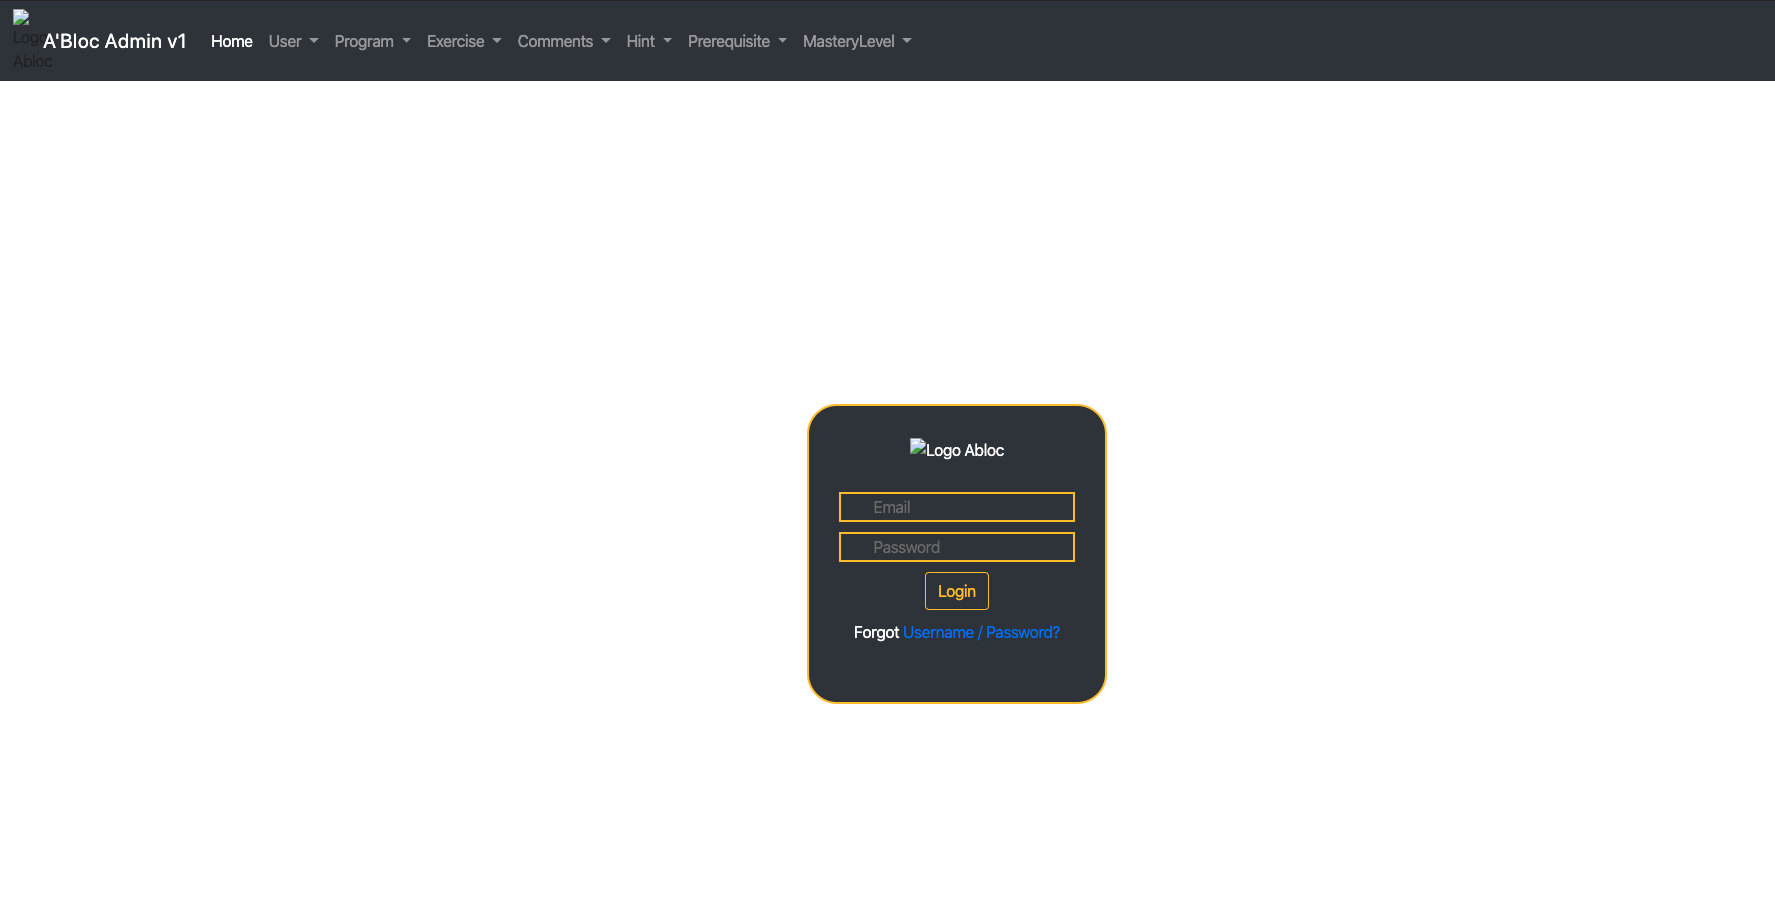 Logo Abloc
A'Bloc Admin v1 Home User Program Exercise Comments Hint Prerequisite MasteryLevel
Logo Abloc
Email
Password
Login
Forgot Username / Password?